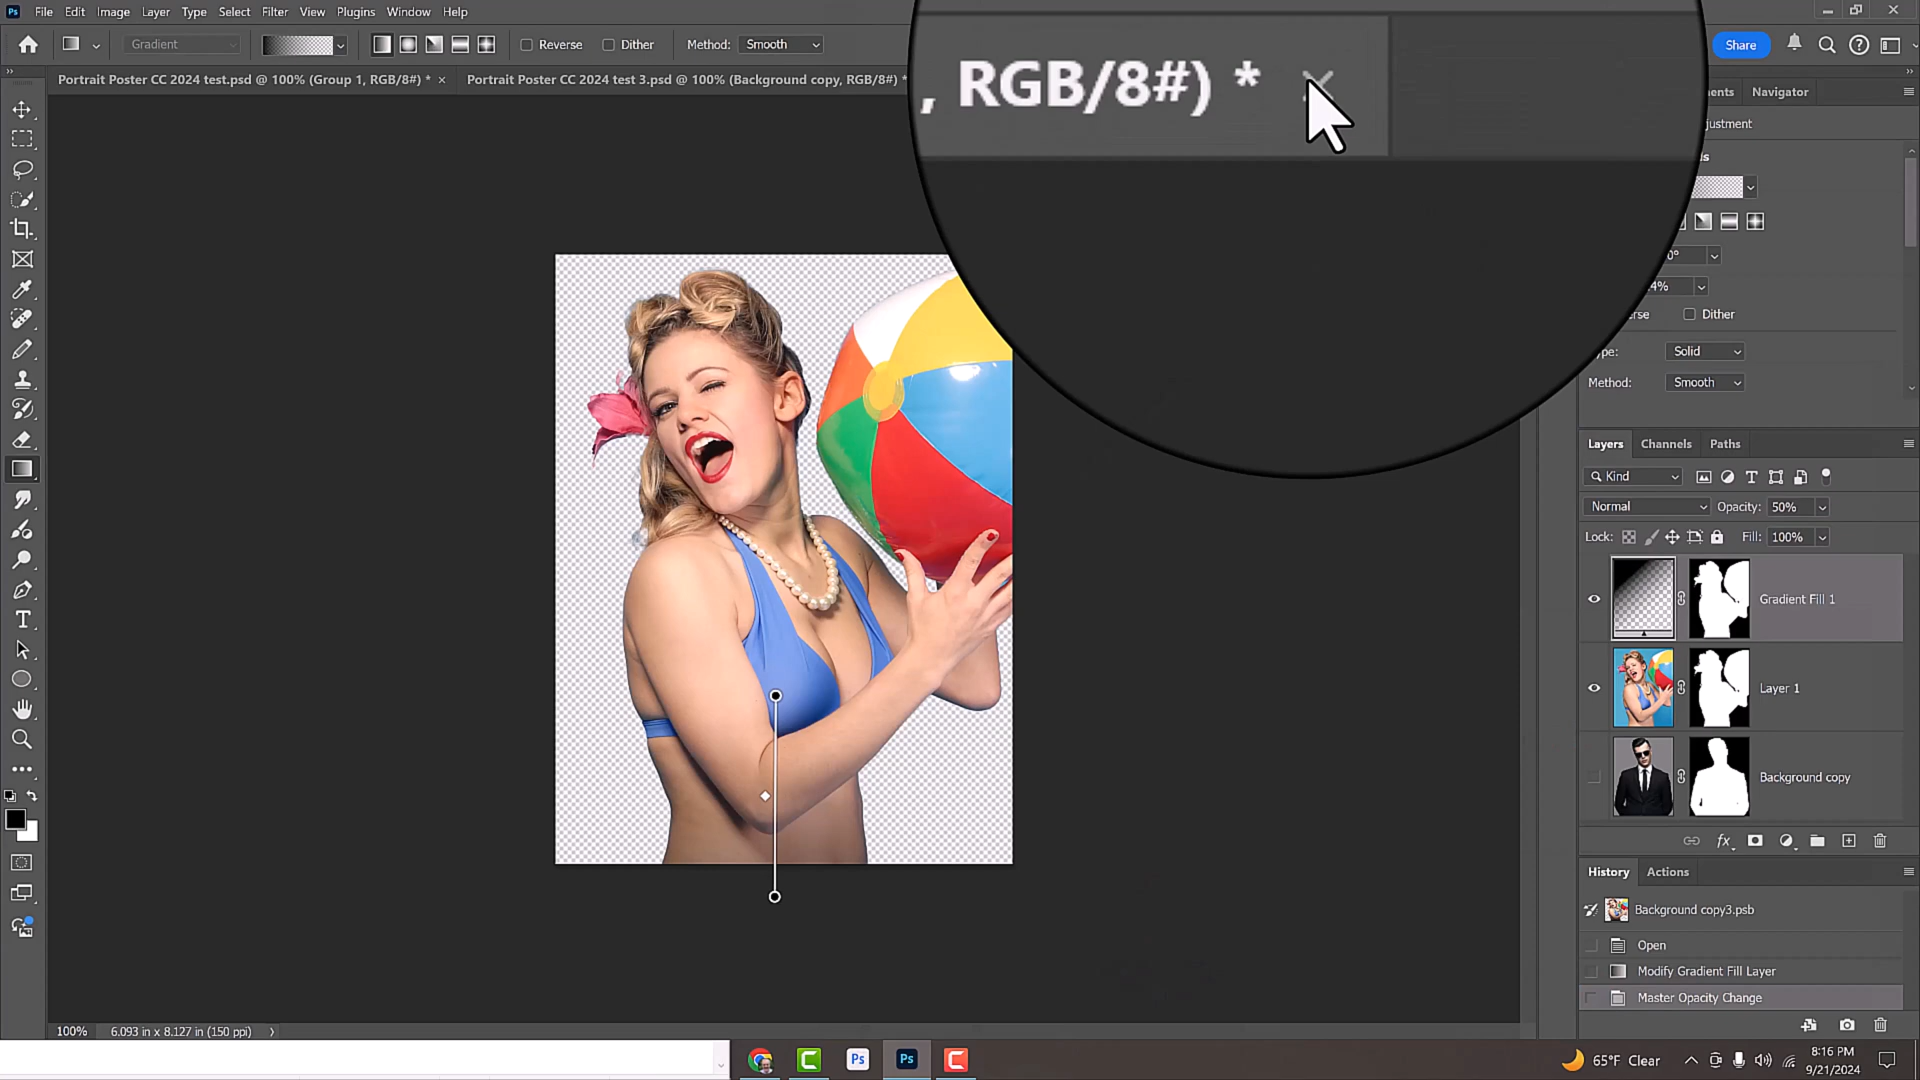 Ps File Edit Image Layer Type Select Filter View Plugins Window Help
Gradient Reverse Dither Method: Smooth Share
Portrait Poster CC 2024 test.psd @ 100% (Group 1, RGB/8#) * × Portrait Poster CC 2024 test 3.psd @ 100% (Background copy, RGB/8#) *
, RGB/8#) * ×
Navigator
Dither
Solid
Method: Smooth
Layers Channels Paths
Kind
Normal Opacity: 50%
Lock: Fill: 100%
Gradient Fill 1
Layer 1
Background copy
fx
History Actions
Background copy3.psb
Open
Modify Gradient Fill Layer
Master Opacity Change
100% 6.093 in x 8.127 in (150 ppi)
Ps Ps 65°F Clear 8:16 PM
9/21/2024